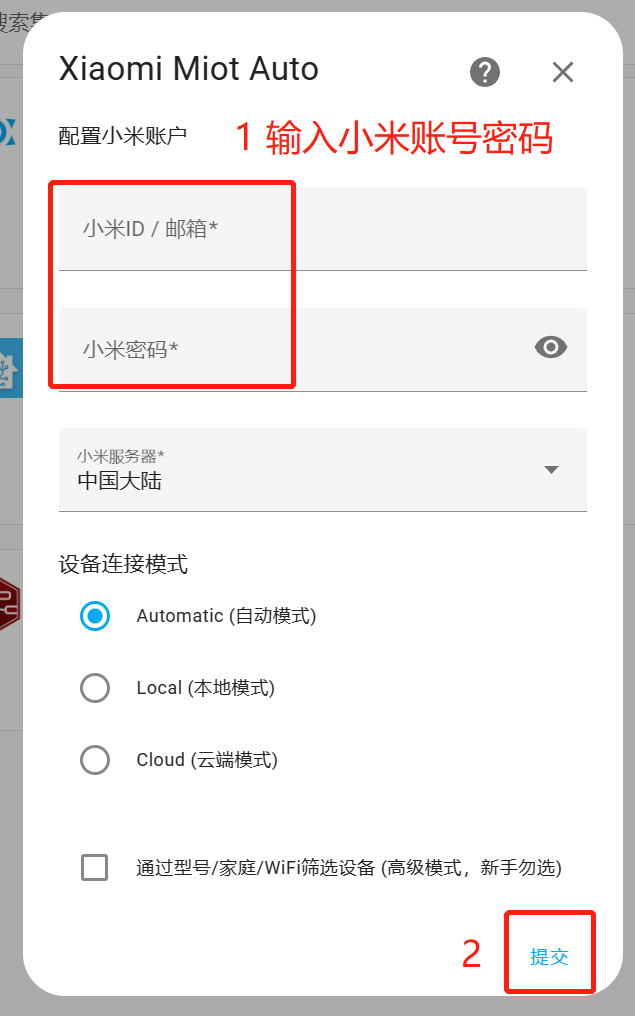 搜索集
Xiaomi Miot Auto
配置小米账户
1 输入小米账号密码
小米ID / 邮箱*
小米密码*
小米服务器*
中国大陆
设备连接模式
Automatic (自动模式)
Local (本地模式)
Cloud (云端模式)
通过型号/家庭/WiFi筛选设备 (高级模式，新手勿选)
2
提交